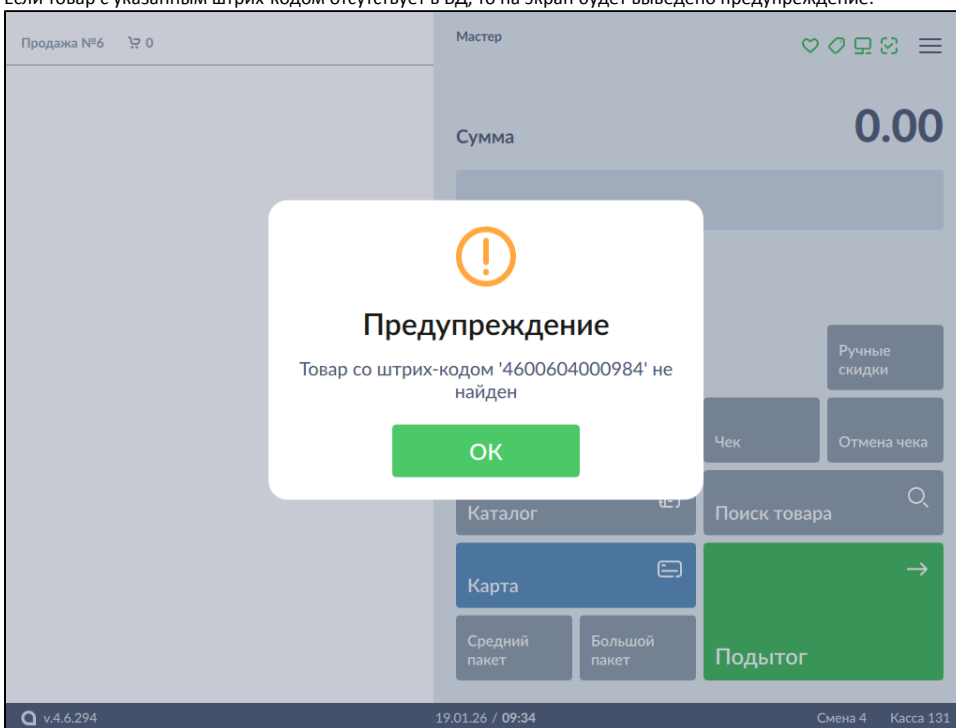 Если товар с указанным штрих-кодом отсутствует в БД, то на экран будет выведено предупреждение:
Продажа №6 0
Мастер
Сумма
0.00
Предупреждение
Товар со штрих-кодом '4600604000984' не
найден
ОК
Ручные
скидки
Чек
Отмена чека
Каталог
Поиск товара
Карта
Средний
пакет
Большой
пакет
Подытог
v.4.6.294
19.01.26 / 09:34
Смена 4
Касса 131